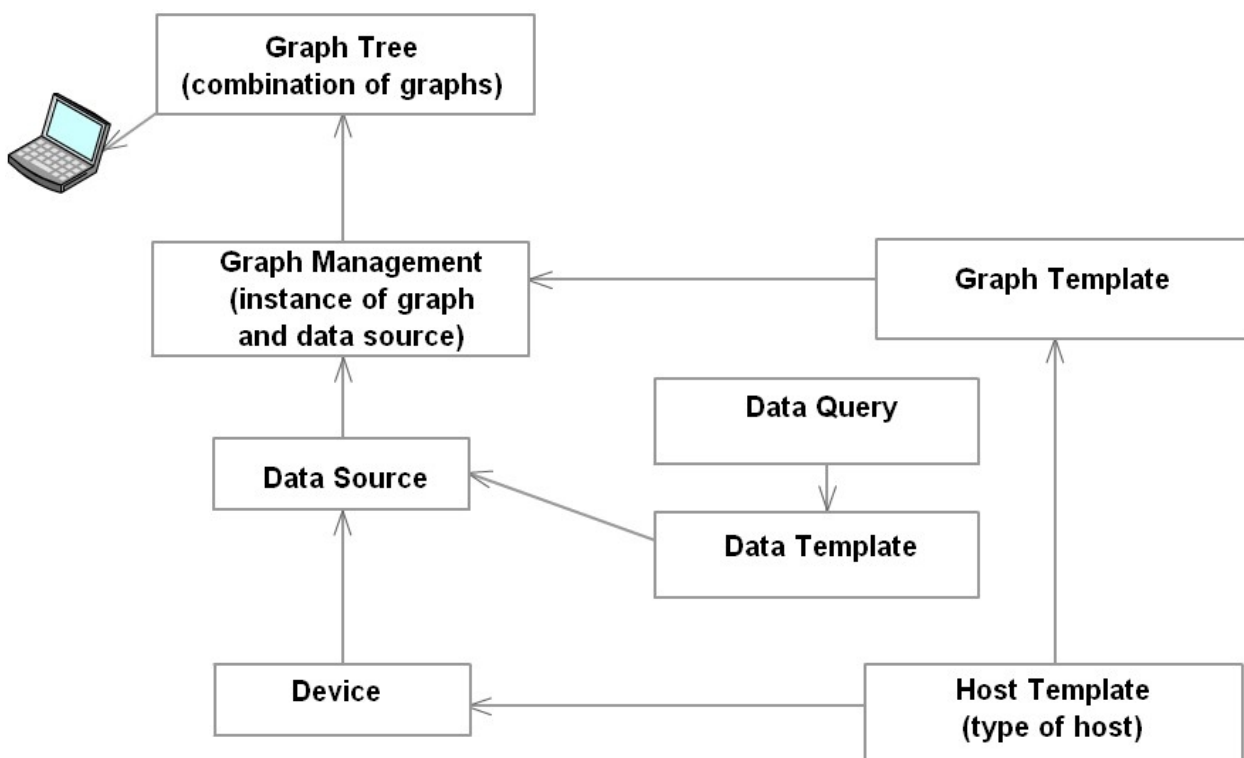 Graph Tree
(combination of graphs)
Graph Management
(instance of graph
and data source)
Graph Template
Data Query
Data Source
Data Template
Device
Host Template
(type of host)